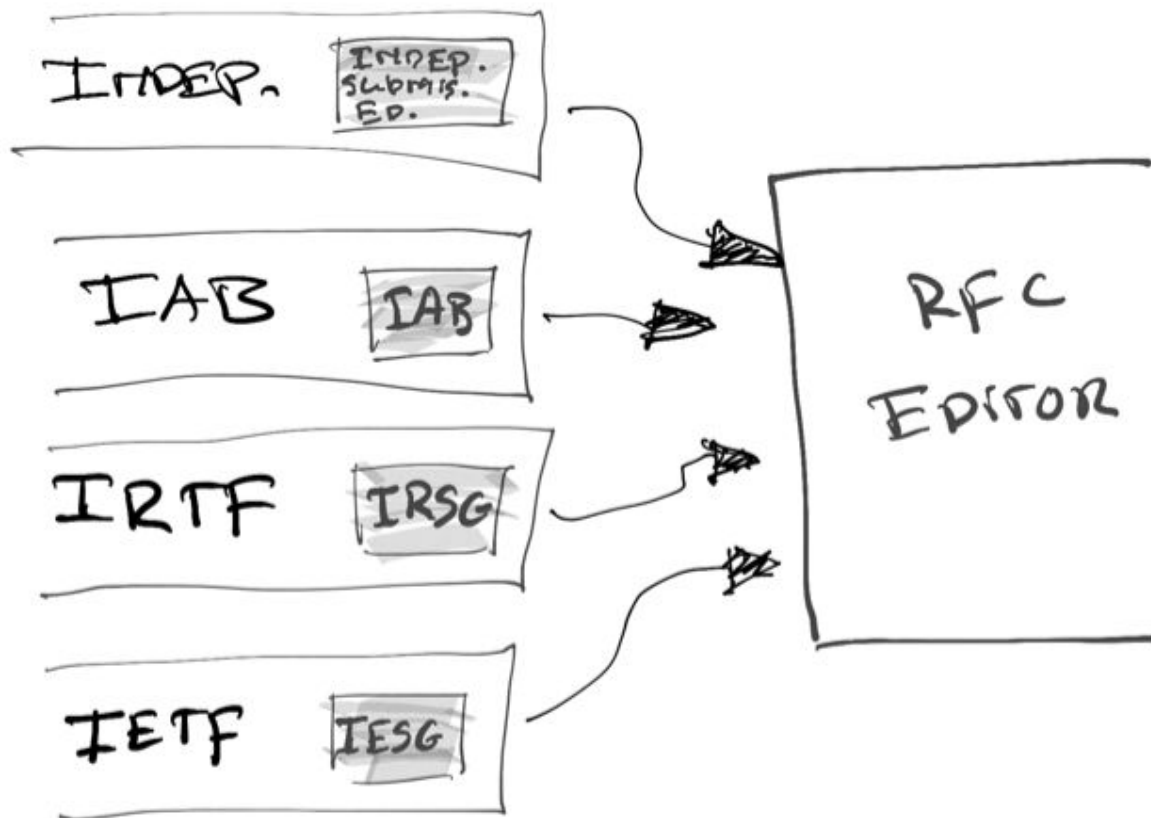 INDEP.
INDEP.
Submis.
ED.
IAB
IAB
IRTF
IRSG
IETF
IESG
RFC
EDITOR